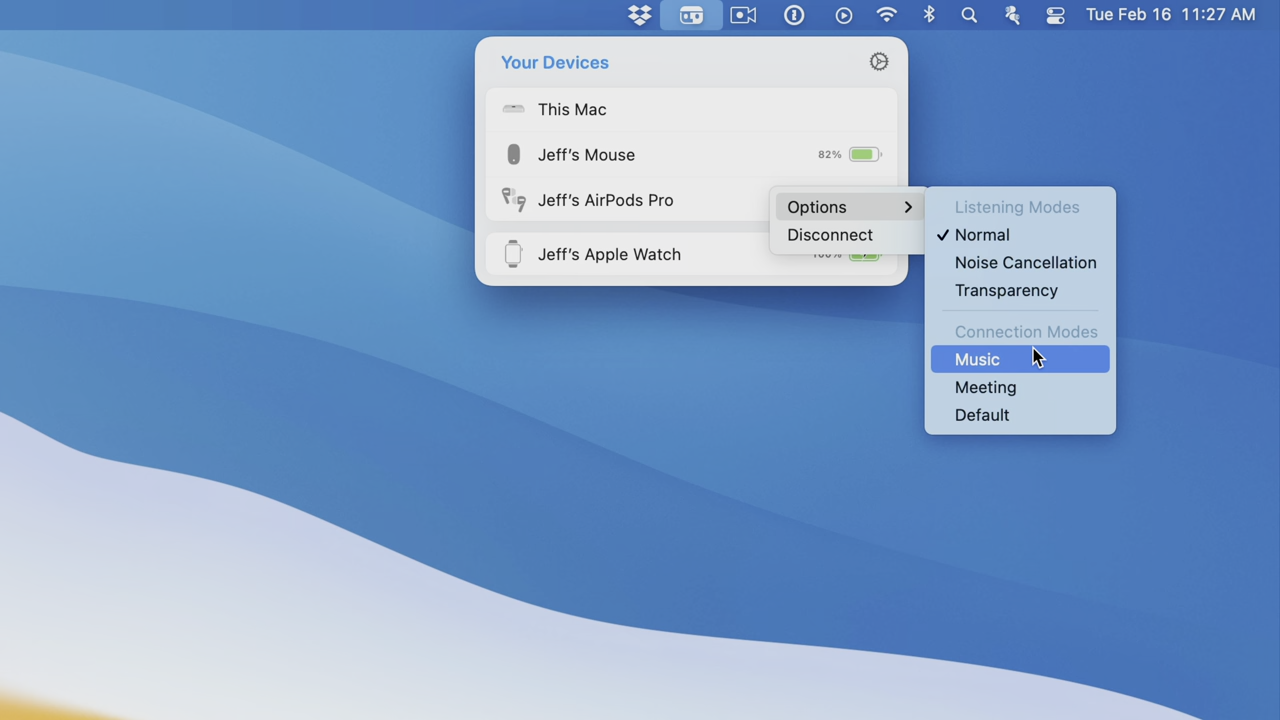 Tue Feb 16 11:27 AM
Your Devices
This Mac
Jeff's Mouse
82%
Jeff's AirPods Pro
Jeff's Apple Watch
100%
Options
Disconnect
Listening Modes
Normal
Noise Cancellation
Transparency
Connection Modes
Music
Meeting
Default